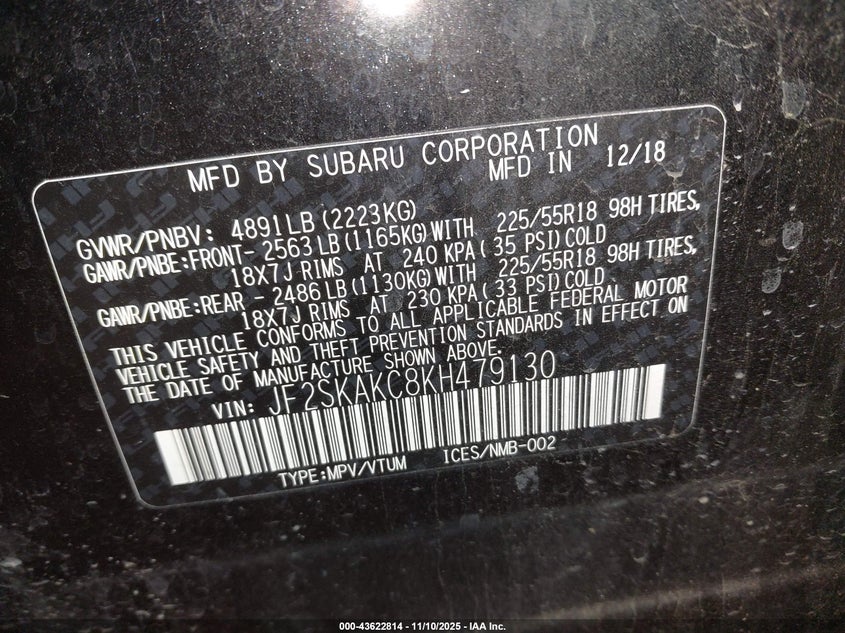 MFD BY SUBARU CORPORATION
MFD IN 12/18
GVWR/PNBV: 4891LB(2223KG)
GAWR/PNBE:FRONT- 2563LB(1165KG)WITH 225/55R18 98H TIRES,
18X7J RIMS AT 240 KPA( 35 PSI)COLD
GAWR/PNBE:REAR - 2486LB(1130KG)WITH 225/55R18 98H TIRES,
18X7J RIMS AT 230 KPA( 33 PSI)COLD
THIS VEHICLE CONFORMS TO ALL APPLICABLE FEDERAL MOTOR
VEHICLE SAFETY AND THEFT PREVENTION STANDARDS IN EFFECT ON
THE DATE OF MANUFACTURE SHOWN ABOVE.
VIN: JF2SKAKC8KH479130
TYPE:MPV/VTUM ICES/NMB-002
000-43622814 - 11/10/2025 - IAA Inc.